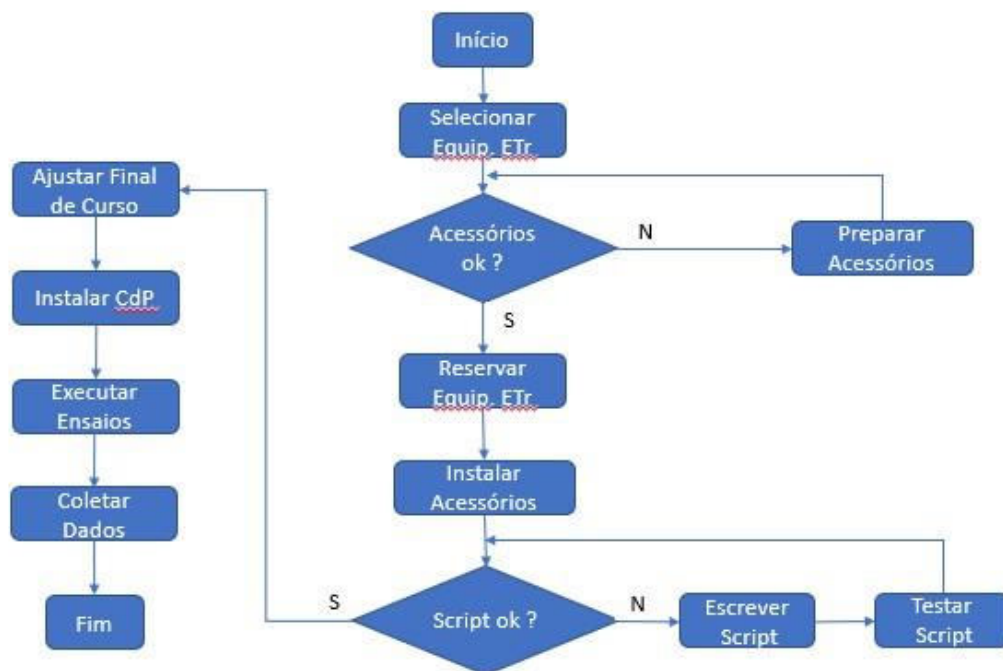 Início
Selecionar
Equip. ETr.
Acessórios
ok ?
N
Preparar
Acessórios
S
Reservar
Equip. ETr.
Instalar
Acessórios
Script ok ?
N
Escrever
Script
Testar
Script
S
Ajustar Final
de Curso
Instalar CdP.
Executar
Ensaios
Coletar
Dados
Fim